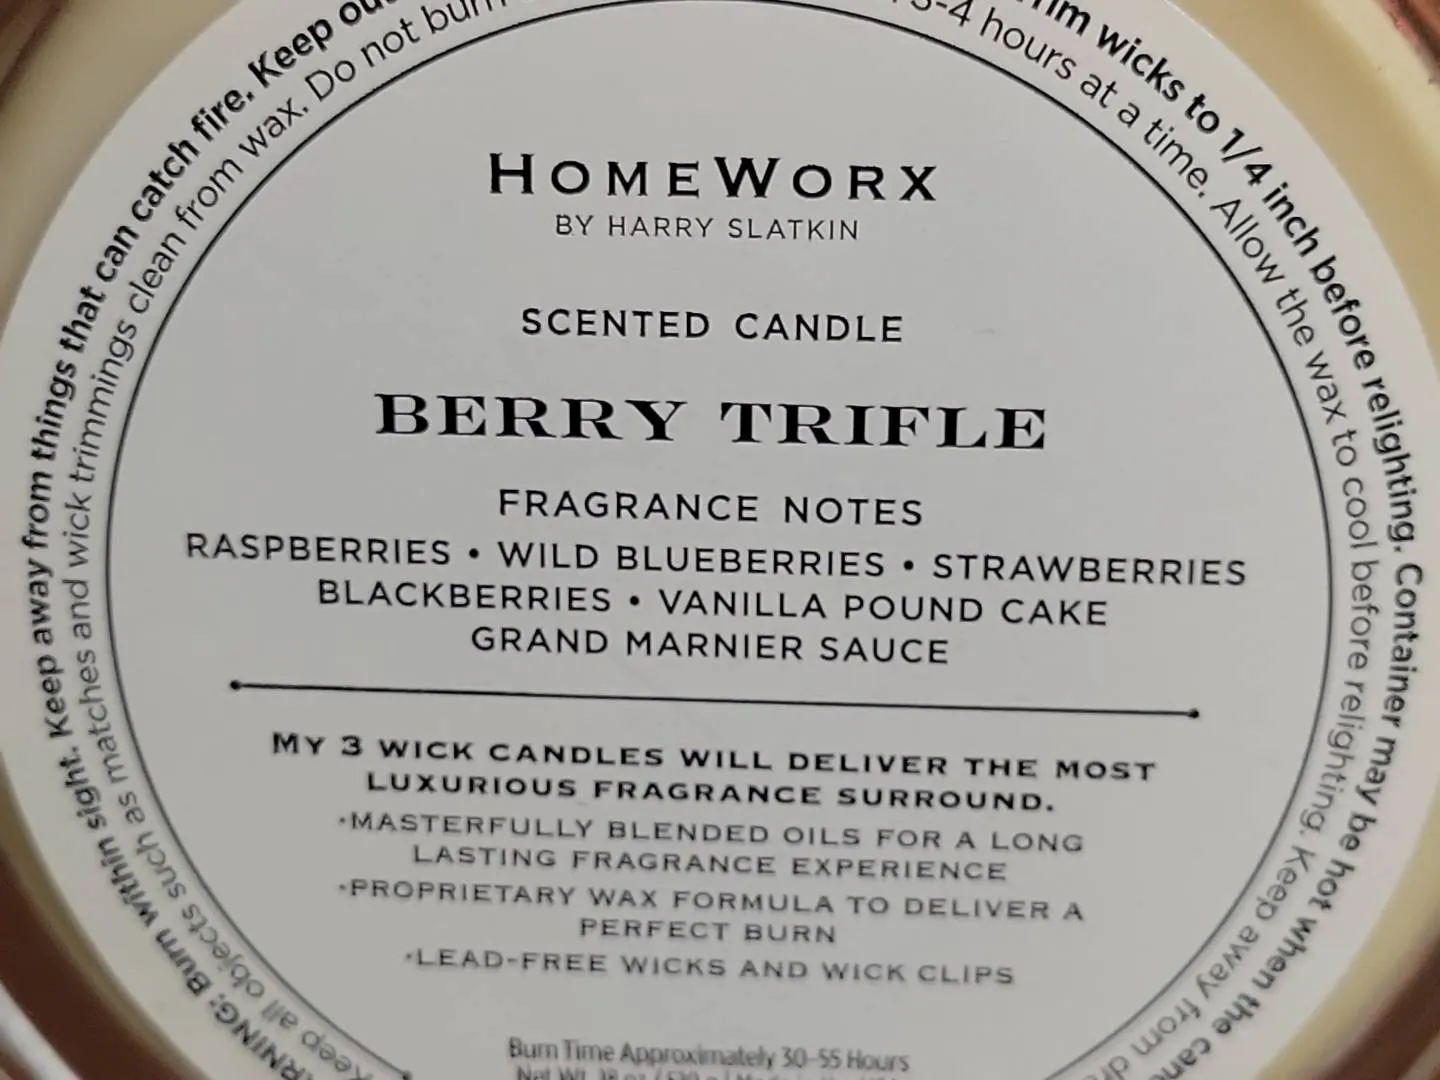 HOMEWORX
BY HARRY SLATKIN
SCENTED CANDLE
BERRY TRIFLE
FRAGRANCE NOTES
RASPBERRIES • WILD BLUEBERRIES • STRAWBERRIES
BLACKBERRIES • VANILLA POUND CAKE
GRAND MARNIER SAUCE
MY 3 WICK CANDLES WILL DELIVER THE MOST
LUXURIOUS FRAGRANCE SURROUND.
•MASTERFULLY BLENDED OILS FOR A LONG
LASTING FRAGRANCE EXPERIENCE
•PROPRIETARY WAX FORMULA TO DELIVER A
PERFECT BURN
•LEAD-FREE WICKS AND WICK CLIPS
Burn Time Approximately 30-55 Hours
Net Wt. 18 oz
Burn within sight. Keep away from things that can catch fire. Keep
wicks to 1/4 inch before relighting. Container may be hot when the
Keep all objects such as matches and wick trimmings clean from wax. Do not burn
3-4 hours at a time. Allow the wax to cool before relighting. Keep away from